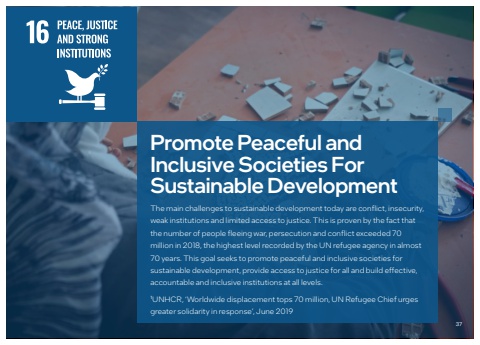 16 PEACE, JUSTICE
AND STRONG
INSTITUTIONS
Promote Peaceful and
Inclusive Societies For
Sustainable Development
The main challenges to sustainable development today are conflict, insecurity,
weak institutions and limited access to justice. This is proven by the fact that
the number of people fleeing war, persecution and conflict exceeded 70
million in 2018, the highest level recorded by the UN refugee agency in almost
70 years. This goal seeks to promote peaceful and inclusive societies for
sustainable development, provide access to justice for all and build effective,
accountable and inclusive institutions at all levels.
¹UNHCR, 'Worldwide displacement tops 70 million, UN Refugee Chief urges
greater solidarity in response', June 2019
37